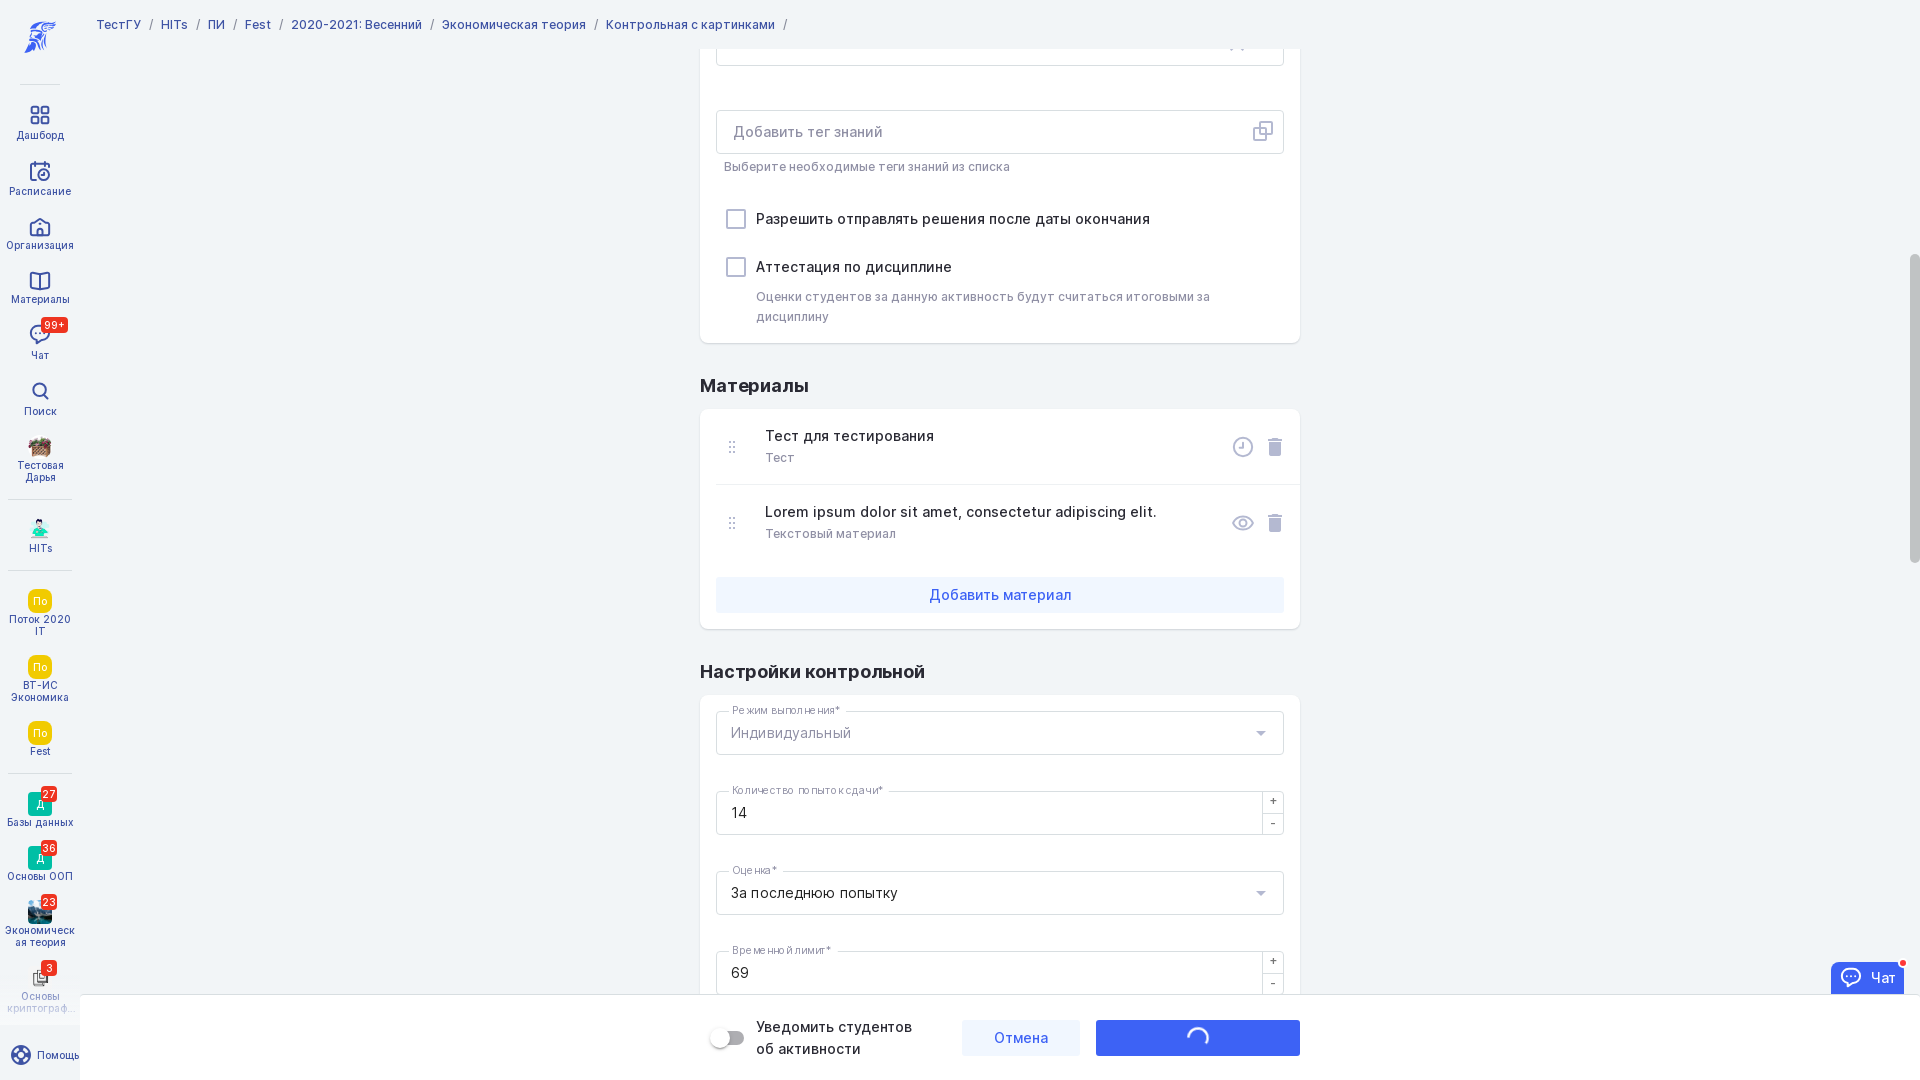 ТестГУ / HITs / ПИ / Fest / 2020-2021: Весенний / Экономическая теория / Контрольная с картинками /
Дашборд
Расписание
Организация
Материалы
99+
Чат
Поиск
Тестовая
Дарья
HITs
По
Поток 2020
IT
По
ВТ-ИС
Экономика
По
Fest
27
Д
Базы данных
36
Д
Основы ООП
23
Экономическ
ая теория
3
Основы
криптограф...
Помощь
Добавить тег знаний
Выберите необходимые теги знаний из списка
Разрешить отправлять решения после даты окончания
Аттестация по дисциплине
Оценки студентов за данную активность будут считаться итоговыми за
дисциплину
Материалы
Тест для тестирования
Тест
Lorem ipsum dolor sit amet, consectetur adipiscing elit.
Текстовый материал
Добавить материал
Настройки контрольной
Режим выполнения*
Индивидуальный
Количество попыток сдачи*
14
+
-
Оценка*
За последнюю попытку
Временной лимит*
69
+
-
Чат
Уведомить студентов
об активности
Отмена